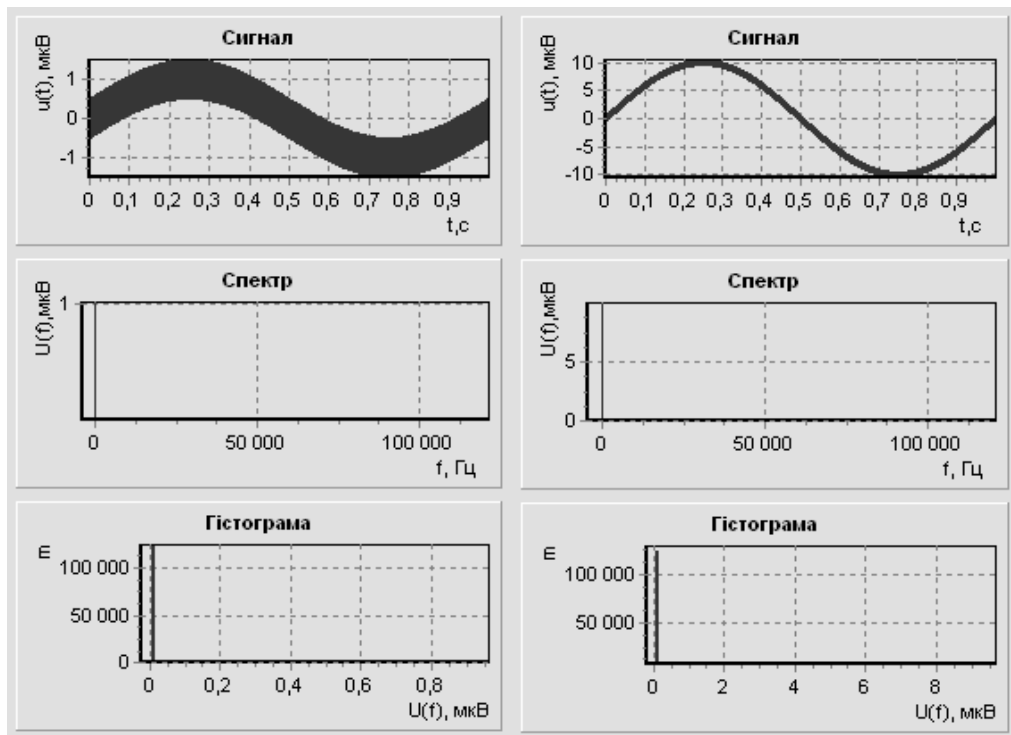 Сигнал
u(t), мкВ
1
0
-1
0 0,1 0,2 0,3 0,4 0,5 0,6 0,7 0,8 0,9
t,c
Сигнал
u(t), мкВ
10
5
0
-5
-10
0 0,1 0,2 0,3 0,4 0,5 0,6 0,7 0,8 0,9
t,c
Спектр
U(f),мкВ
1
0 50 000 100 000
f, Гц
Спектр
U(f),мкВ
5
0
0 50 000 100 000
f, Гц
Гістограма
m
100 000
50 000
0
0 0,2 0,4 0,6 0,8
U(f), мкВ
Гістограма
m
100 000
50 000
0 2 4 6 8
U(f), мкВ